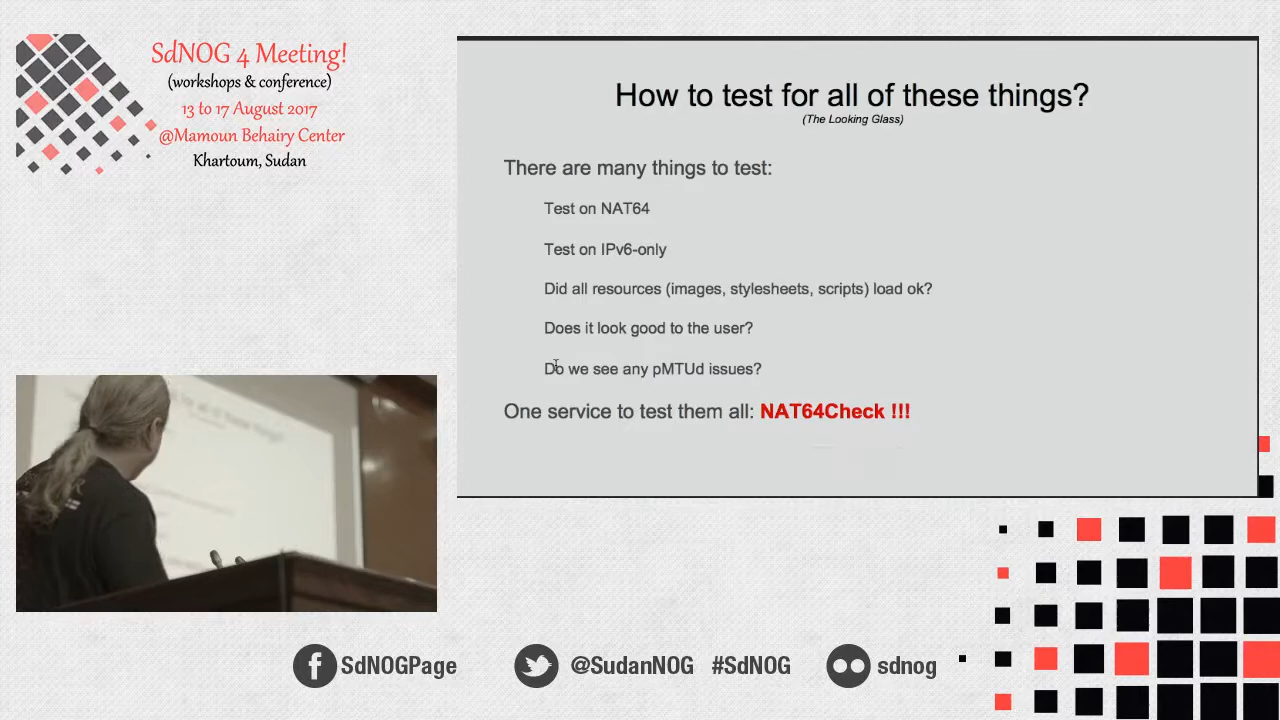 SdNOG 4 Meeting!
(workshops & conference)
13 to 17 August 2017
@Mamoun Behairy Center
Khartoum, Sudan
How to test for all of these things?
(The Looking Glass)
There are many things to test:
Test on NAT64
Test on IPv6-only
Did all resources (images, stylesheets, scripts) load ok?
Does it look good to the user?
Do we see any pMTUd issues?
One service to test them all: NAT64Check !!!
SdNOGPage
@SudanNOG #SdNOG
sdnog